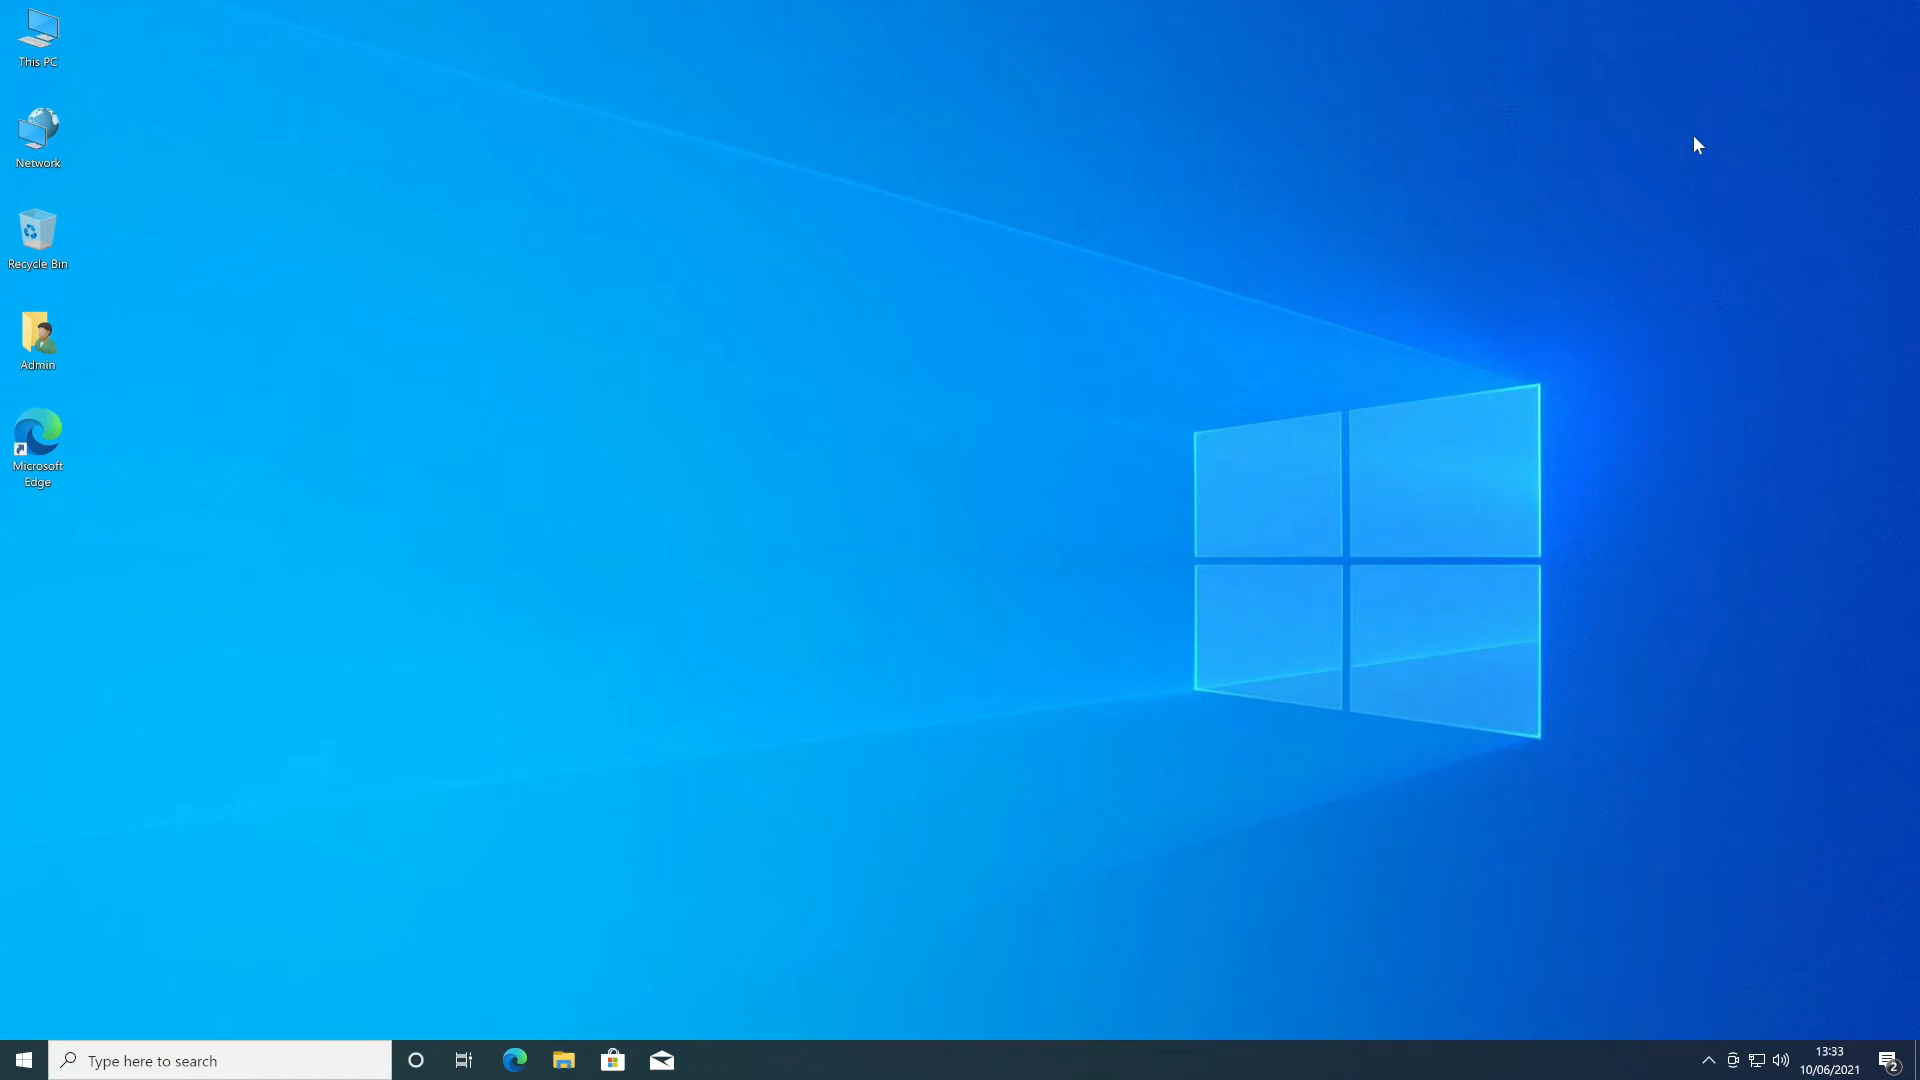 This PC
Network
Recycle Bin
Admin
Microsoft
Edge
Type here to search
13:33
10/06/2021
2